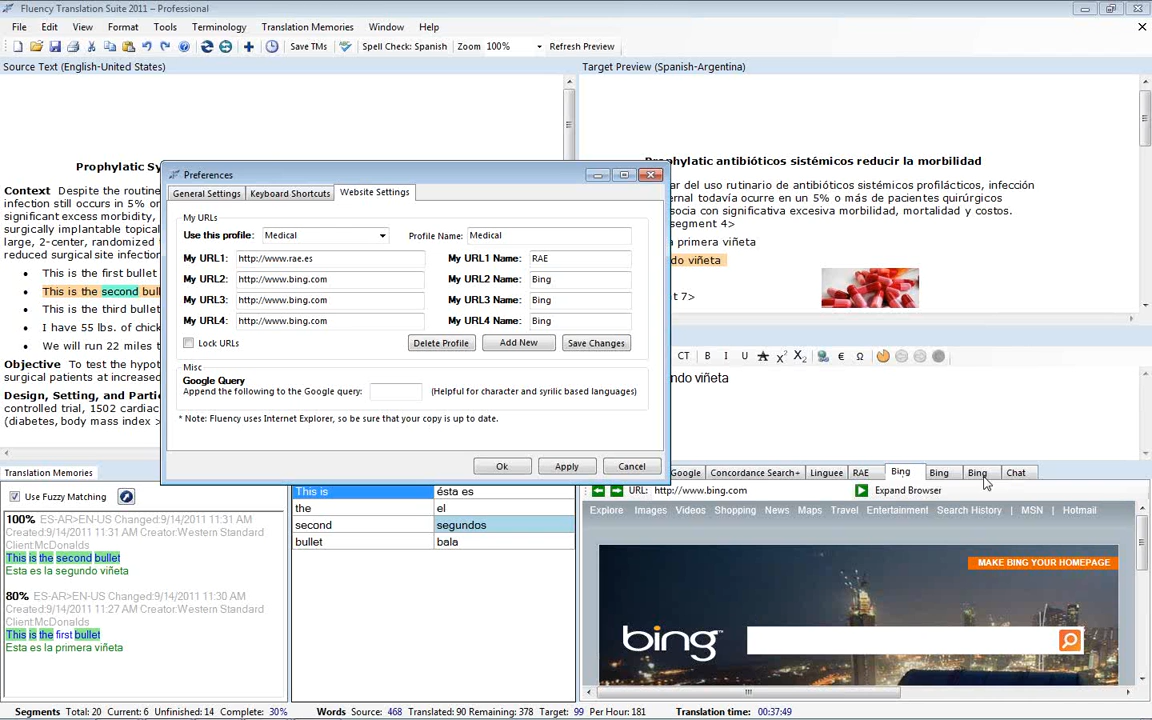 Fluency Translation Suite 2011 – Professional
File Edit View Format Tools Terminology Translation Memories Window Help
Save TMs Spell Check: Spanish Zoom 100% Refresh Preview
Source Text (English-United States)
Prophylatic Sy
Context Despite the routine
infection still occurs in 5% o
significant excess morbidity,
surgically implantable topical
large, 2-center, randomized
reduced surgical site infection
This is the first bullet
This is the second bull
This is the third bullet
I have 55 lbs. of chick
We will run 22 miles t
Objective To test the hypot
surgical patients at increased
Design, Setting, and Parti
controlled trial, 1502 cardiac
(diabetes, body mass index >
Target Preview (Spanish-Argentina)
Prophylatic antibióticos sistémicos reducir la morbilidad
ar del uso rutinario de antibióticos sistémicos profilácticos, infección
ernal todavía ocurre en un 5% o más de pacientes quirúrgicos
socia con significativa excesiva morbilidad, mortalidad y costos.
segment 4>
a primera viñeta
do viñeta
t 7>
Preferences
General Settings Keyboard Shortcuts Website Settings
My URLs
Use this profile: Medical Profile Name: Medical
My URL1: http://www.rae.es My URL1 Name: RAE
My URL2: http://www.bing.com My URL2 Name: Bing
My URL3: http://www.bing.com My URL3 Name: Bing
My URL4: http://www.bing.com My URL4 Name: Bing
Lock URLs Delete Profile Add New Save Changes
Misc
Google Query
Append the following to the Google query: (Helpful for character and syrilic based languages)
* Note: Fluency uses Internet Explorer, so be sure that your copy is up to date.
Ok Apply Cancel
CT B I U A X² X₂ € Ω
ndo viñeta
Translation Memories
Use Fuzzy Matching
100% ES-AR>EN-US Changed:9/14/2011 11:31 AM
Created:9/14/2011 11:31 AM Creator:Western Standard
Client:McDonalds
This is the second bullet
Esta es la segundo viñeta
80% ES-AR>EN-US Changed:9/14/2011 11:30 AM
Created:9/14/2011 11:27 AM Creator:Western Standard
Client:McDonalds
This is the first bullet
Esta es la primera viñeta
This is ésta es
the el
second segundos
bullet bala
Google Concordance Search+ Linguee RAE Bing Bing Bing Chat
URL: http://www.bing.com Expand Browser
Explore Images Videos Shopping News Maps Travel Entertainment Search History | MSN | Hotmail
MAKE BING YOUR HOMEPAGE
bing
Segments Total: 20 Current: 6 Unfinished: 14 Complete: 30% Words Source: 468 Translated: 90 Remaining: 378 Target: 99 Per Hour: 181 Translation time: 00:37:49